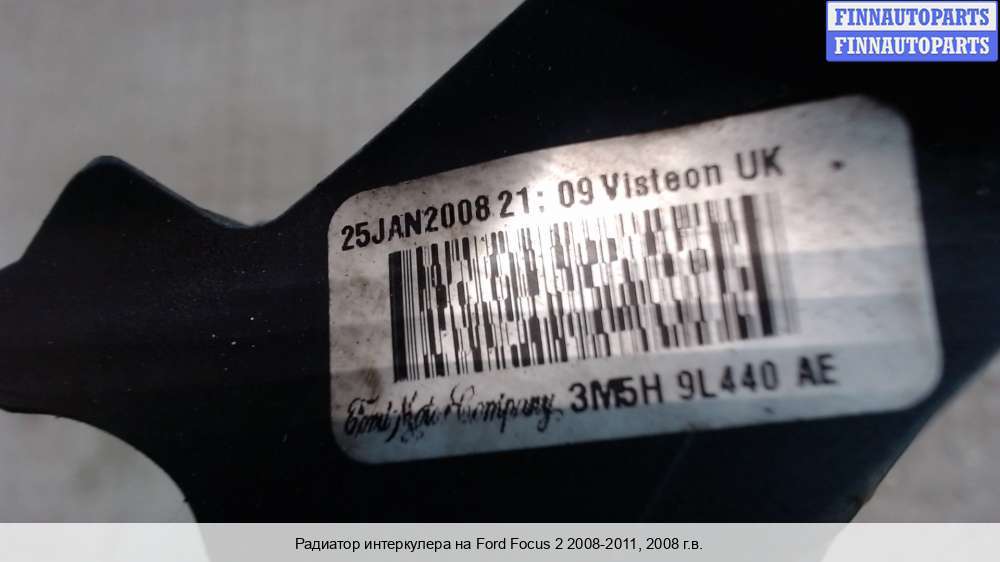 FINNAUTOPARTS
FINNAUTOPARTS
25JAN2008 21: 09 Visteon UK
Ford Motor Company 3M5H 9L440 AE
Радиатор интеркулера на Ford Focus 2 2008-2011, 2008 г.в.